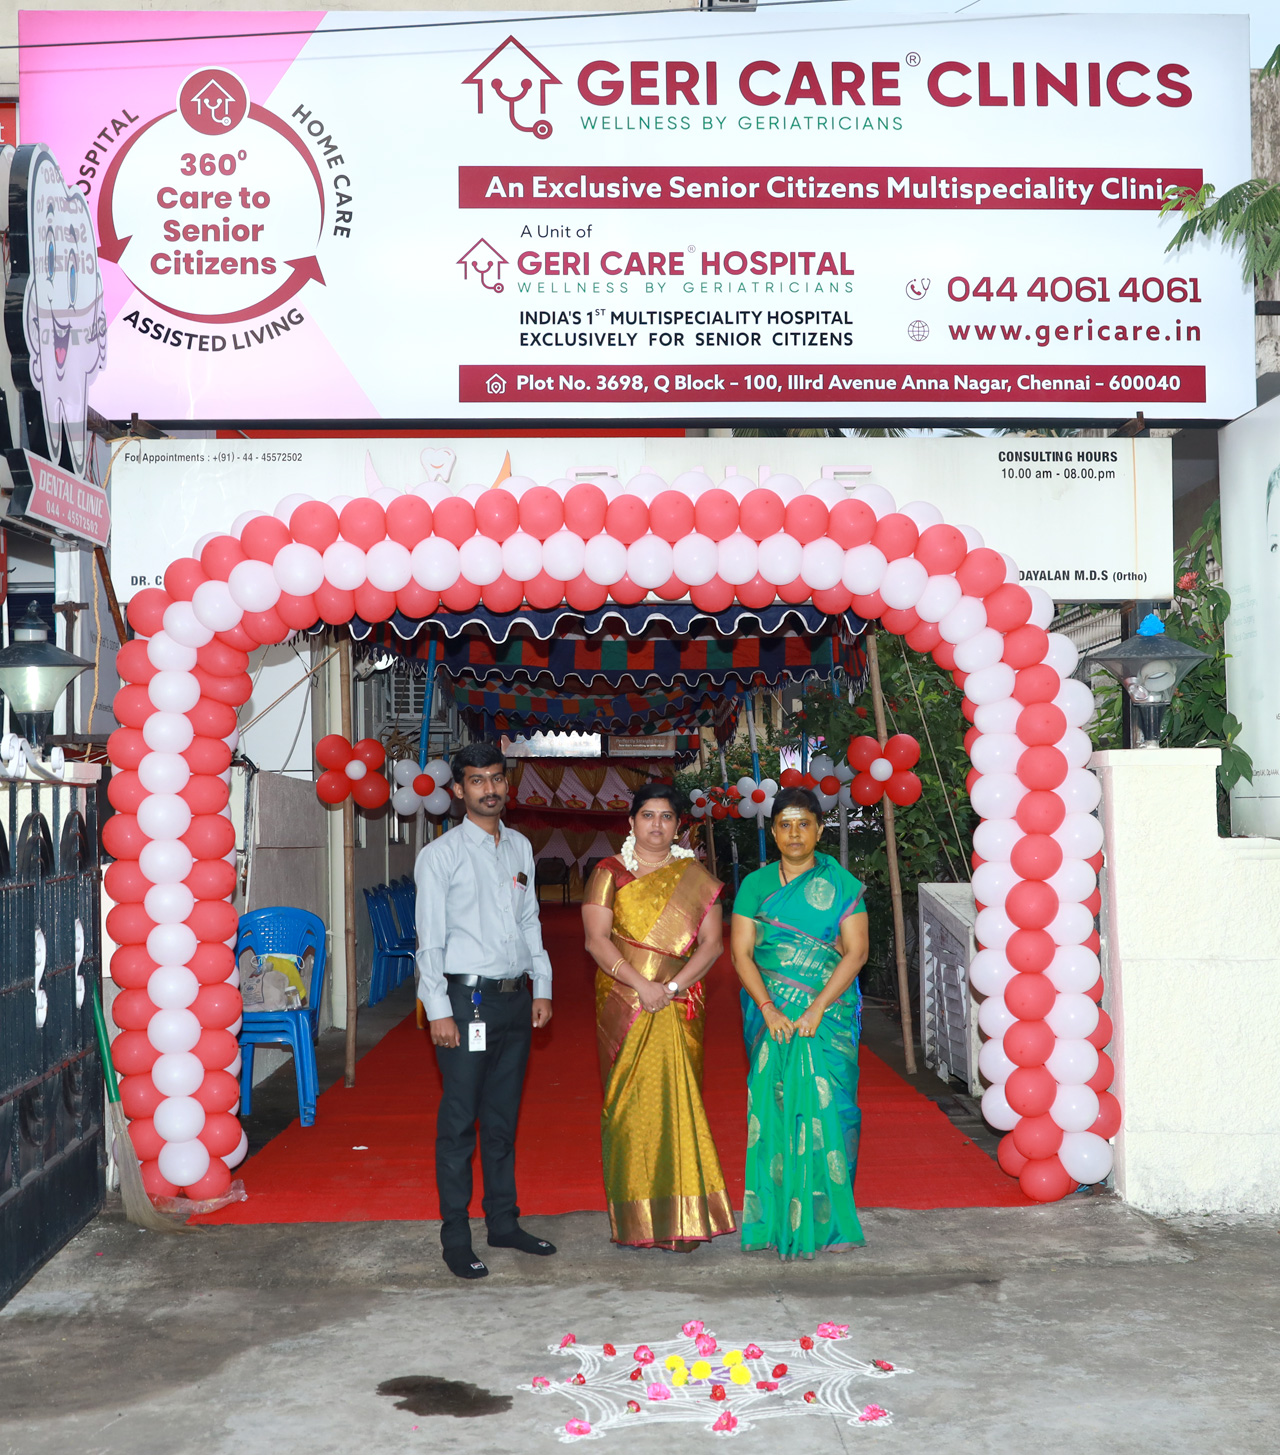 GERI CARE® CLINICS
WELLNESS BY GERIATRICIANS
HOME CARE
360⁰
Care to
Senior
Citizens
ASSISTED LIVING
An Exclusive Senior Citizens Multispeciality Clinic
A Unit of
GERI CARE® HOSPITAL
WELLNESS BY GERIATRICIANS
INDIA'S 1ST MULTISPECIALITY HOSPITAL
EXCLUSIVELY FOR SENIOR CITIZENS
044 4061 4061
www.gericare.in
Plot No. 3698, Q Block - 100, IIIrd Avenue Anna Nagar, Chennai - 600040
For Appointments : +(91) - 44 - 45572502
CONSULTING HOURS
10.00 am - 08.00.pm
DENTAL CLINIC
044 - 45572502
DR. C
DAYALAN M.D.S (Ortho)